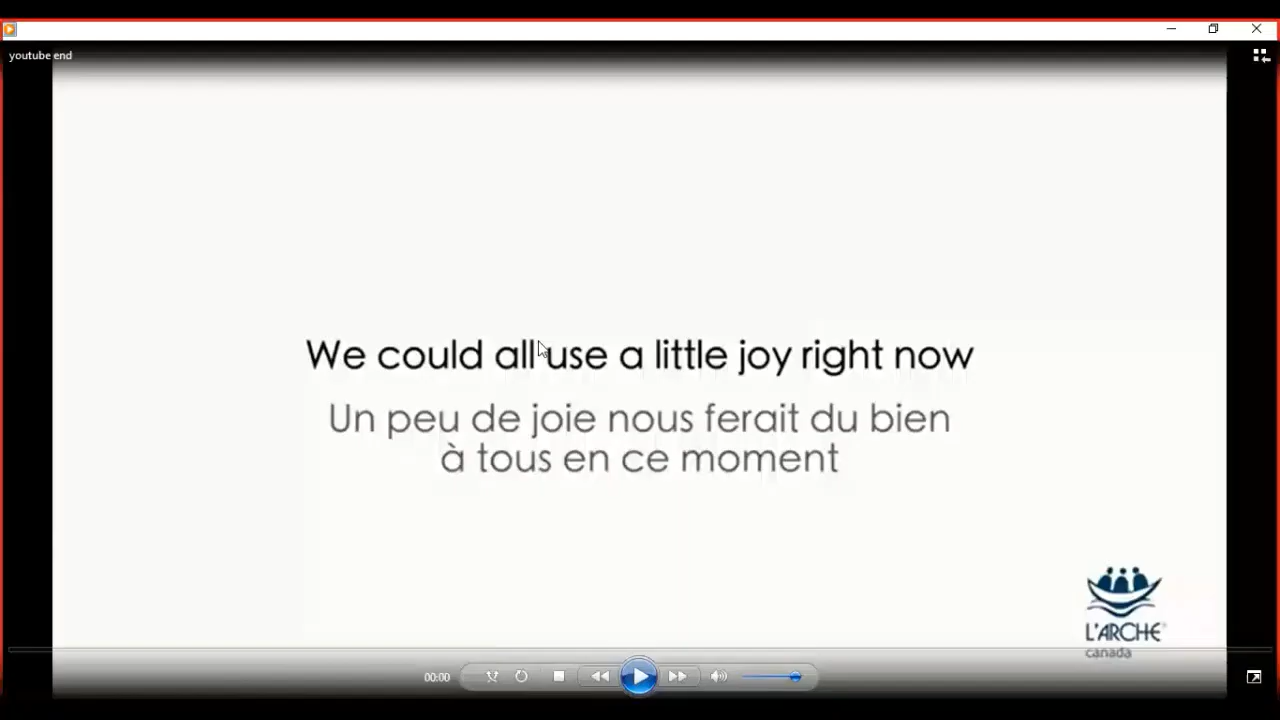 youtube end
We could all use a little joy right now
Un peu de joie nous ferait du bien
à tous en ce moment
L'ARCHE®
canada
00:00